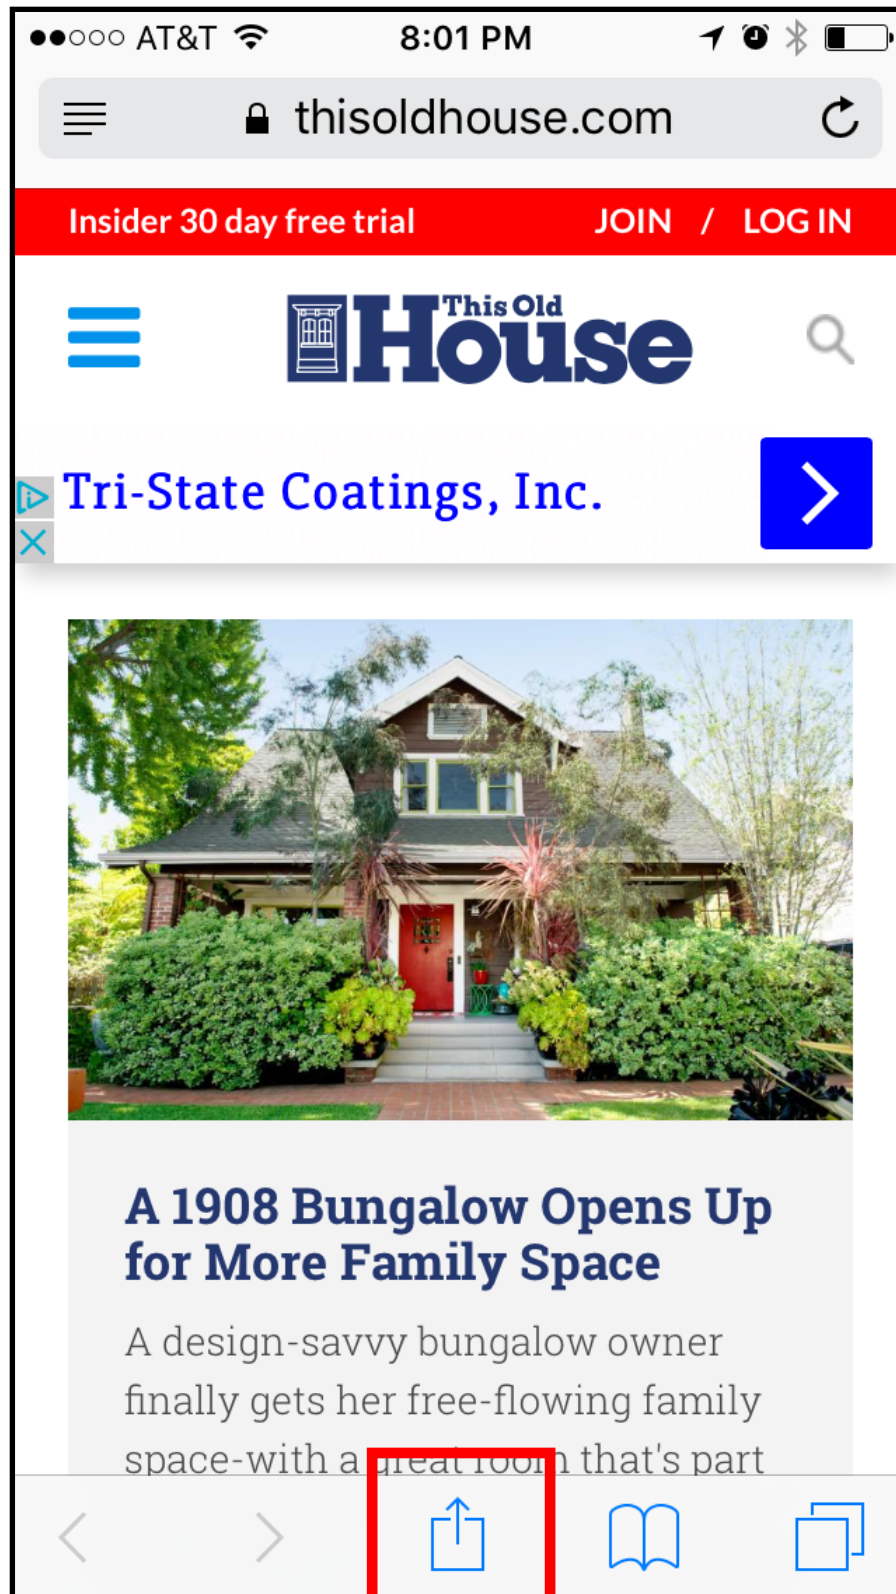 AT&T 8:01 PM
thisoldhouse.com
Insider 30 day free trial JOIN / LOG IN
This Old
House
Tri-State Coatings, Inc.
A 1908 Bungalow Opens Up
for More Family Space
A design-savvy bungalow owner
finally gets her free-flowing family
space-with a great room that's part